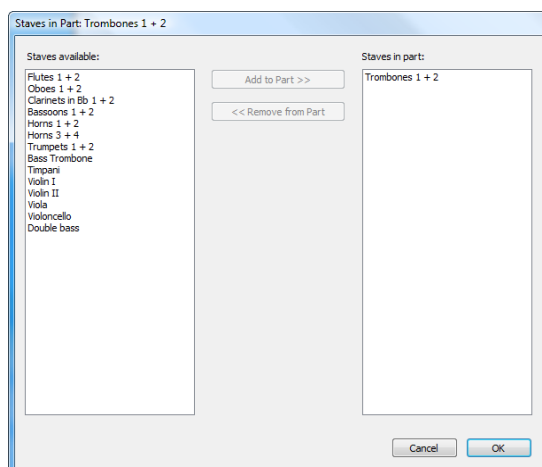 Staves in Part: Trombones 1 + 2
Staves available:
Flutes 1 + 2
Oboes 1 + 2
Clarinets in Bb 1 + 2
Bassoons 1 + 2
Horns 1 + 2
Horns 3 + 4
Trumpets 1 + 2
Bass Trombone
Timpani
Violin I
Violin II
Viola
Violoncello
Double bass
Add to Part >>
<< Remove from Part
Staves in part:
Trombones 1 + 2
Cancel
OK